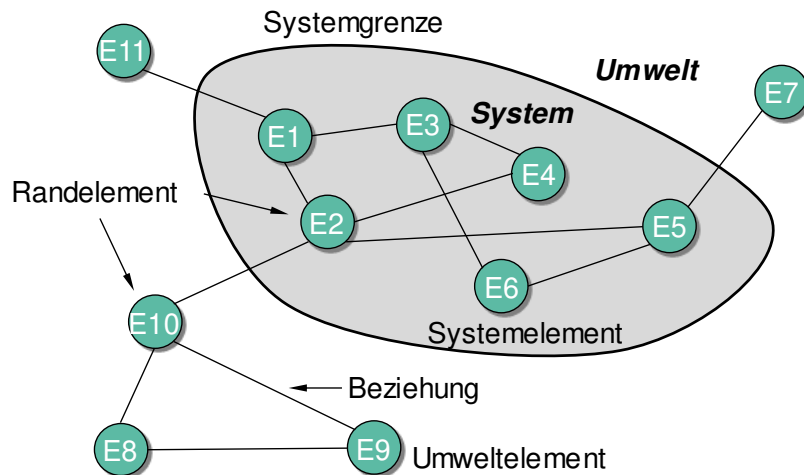 Systemgrenze
E11
Umwelt
E7
System
E1
E3
E4
Randelement
E2
E5
E6
E10
Systemelement
Beziehung
E8
E9
Umweltelement